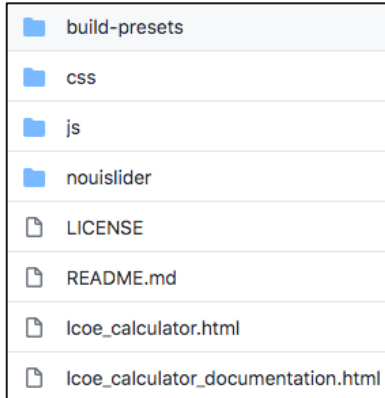 build-presets
css
js
nouislider
LICENSE
README.md
lcoe_calculator.html
lcoe_calculator_documentation.html